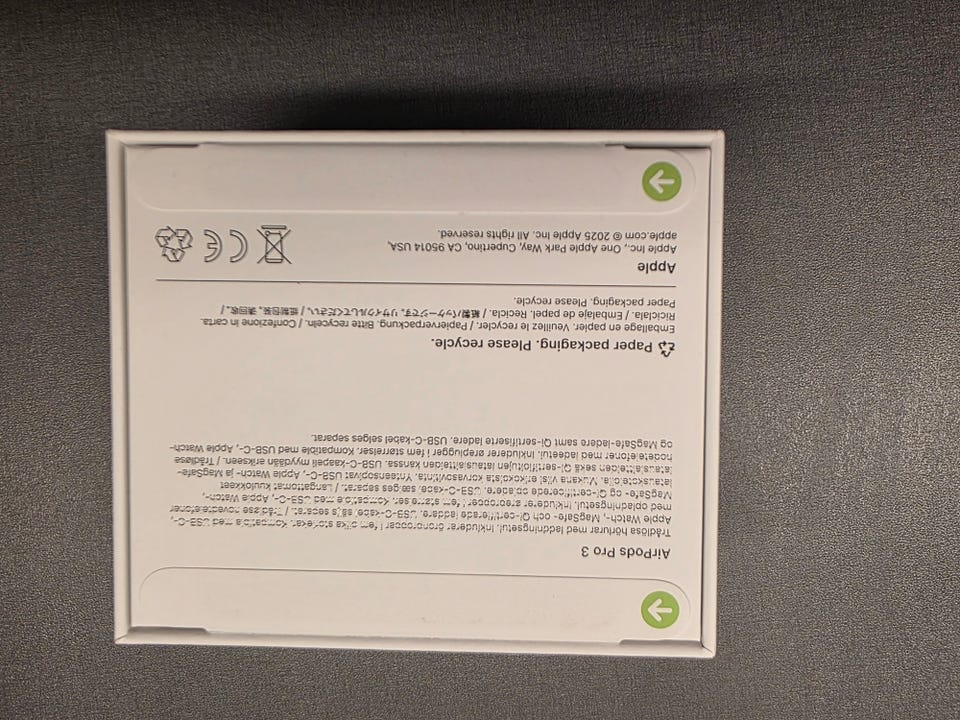 AirPods Pro 3
Trådlösa hörlurar med laddningsetui. Inkluderar öronproppar i fem olika storlekar. Kompatibla med USB-C-,
Apple Watch-, MagSafe- och Qi-certifierade laddare. USB-C-kabel säljs separat. / Trådløse hovedtelefoner
med opladningsetui. Inkluderer ørepropper i fem størrelser. Kompatible med USB-C-, Apple Watch-,
MagSafe- og Qi-certificerede opladere. USB-C-kabel sælges separat. / Langattomat kuulokkeet
latauskotelolla. Mukana viisi erikokoista korvasovitinta. Yhteensopivat USB-C-, Apple Watch- ja MagSafe-
latauslaitteiden sekä Qi-sertifioitujen latauslaitteiden kanssa. USB-C-kaapeli myydään erikseen. / Trådløse
hodetelefoner med ladeetui. Inkluderer ørepropper i fem størrelser. Kompatible med USB-C-, Apple Watch-
og MagSafe-ladere samt Qi-sertifiserte ladere. USB-C-kabel selges separat.
Paper packaging. Please recycle.
Emballage en papier. Veuillez le recycler. / Papierverpackung. Bitte recyceln. / Confezione in carta.
Riciclala. / Embalaje de papel. Recicla. / 紙製パッケージです。リサイクルしてください。/ 纸制包装。请回收。/
Paper packaging. Please recycle.
Apple
Apple Inc., One Apple Park Way, Cupertino, CA 95014 USA.
apple.com © 2025 Apple Inc. All rights reserved.
CE